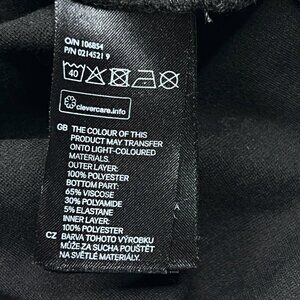 O/N 106854
P/N 0214521 9
40
clevercare.info
GB THE COLOUR OF THIS
PRODUCT MAY TRANSFER
ONTO LIGHT-COLOURED
MATERIALS.
OUTER LAYER:
100% POLYESTER
BOTTOM PART:
65% VISCOSE
30% POLYAMIDE
5% ELASTANE
INNER LAYER:
100% POLYESTER
CZ BARVA TOHOTO VÝROBKU
MŮŽE ZA SUCHA POUŠTĚT
NA SVĚTLÉ MATERIÁLY.